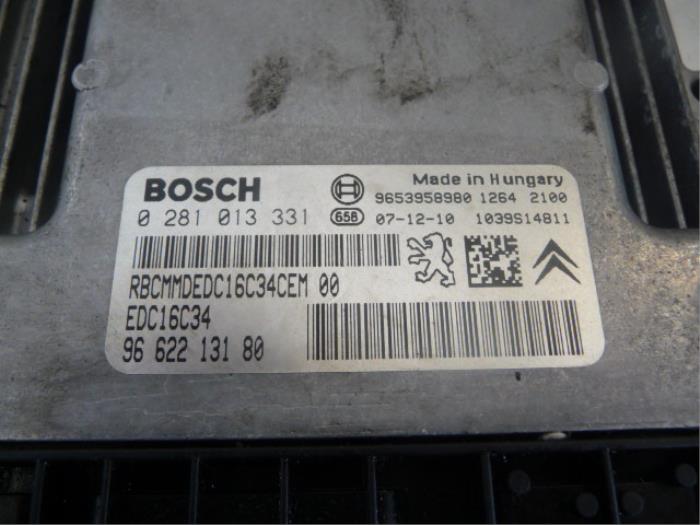 BOSCH
Made in Hungary
9653958980 1264 2100
0 281 013 331 658 07-12-10 1039S14811
RBCMMDEDC16C34CEM 00
EDC16C34
96 622 131 80